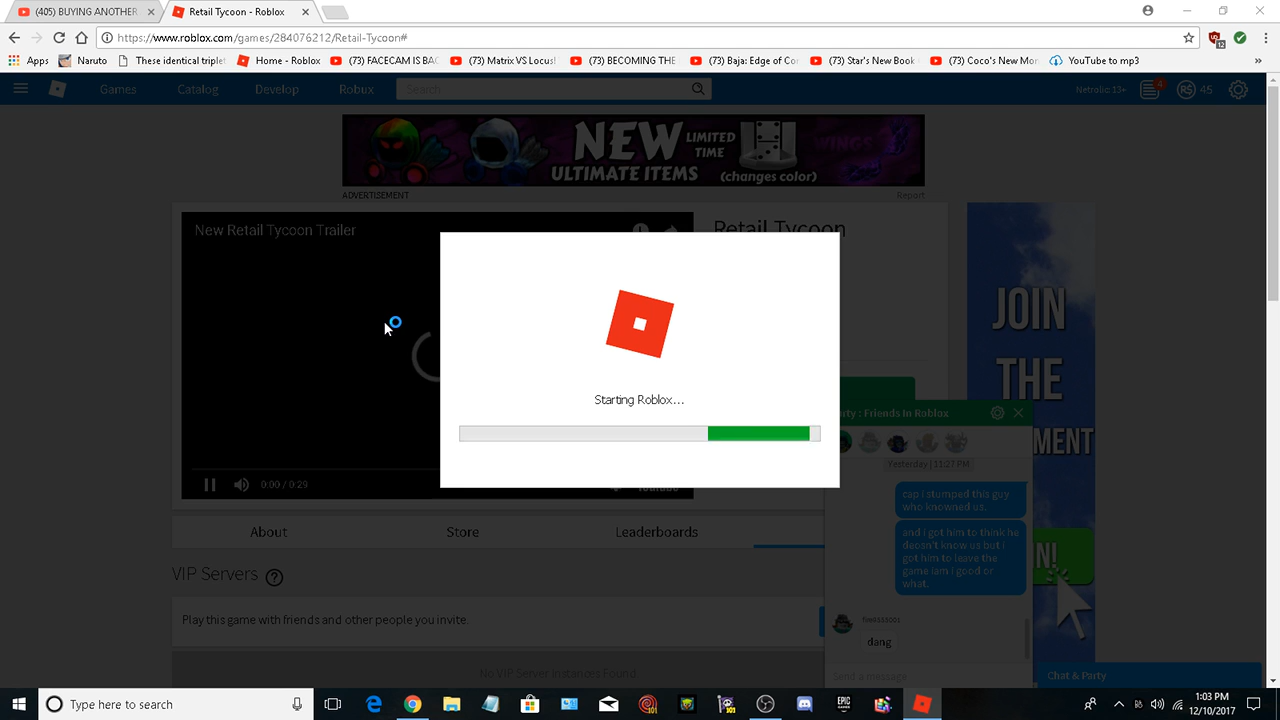 (405) BUYING ANOTHER
Retail Tycoon - Roblox
https://www.roblox.com/games/284076212/Retail-Tycoon#
Apps
Naruto
These identical triplet
Home - Roblox
(73) FACECAM IS BAC
(73) Matrix VS Locus!
(73) BECOMING THE
(73) Baja: Edge of Con
(73) Star's New Book
(73) Coco's New Mon
YouTube to mp3
Games
Catalog
Develop
Robux
Search
Netrolic: 13+
45
NEW LIMITED TIME
ULTIMATE ITEMS (changes color)
WINGS
ADVERTISEMENT
Report
New Retail Tycoon Trailer
Retail Tycoon
Starting Roblox...
0:00 / 0:29
JOIN
THE
About
Store
Leaderboards
VIP Servers
Play this game with friends and other people you invite.
No VIP Server Instances Found.
arty : Friends In Roblox
Yesterday | 11:27 PM
cap i stumped this guy
who knowned us.
and i got him to think he
deosn't know us but i
got him to leave the
game iam i good or
what.
dang
Send a message
Chat & Party
Type here to search
1:03 PM
12/10/2017